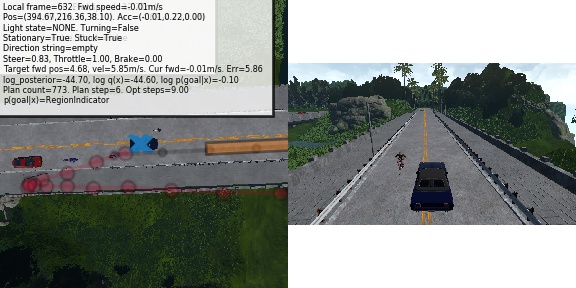 Local frame=632: Fwd speed=-0.01m/s
Pos=(394.67,216.36,38.10). Acc=(-0.01,0.22,0.00)
Light state=NONE. Turning=False
Stationary=True. Stuck=True
Direction string=empty
Steer=0.83, Throttle=1.00, Brake=0.00
Target fwd pos=4.68, vel=5.85m/s. Cur fwd=-0.01m/s. Err=5.86
log_posterior=-44.70, log q(x)=-44.60, log p(goal|x)=-0.10
Plan count=773. Plan step=6. Opt steps=9.00
p(goal|x)=RegionIndicator